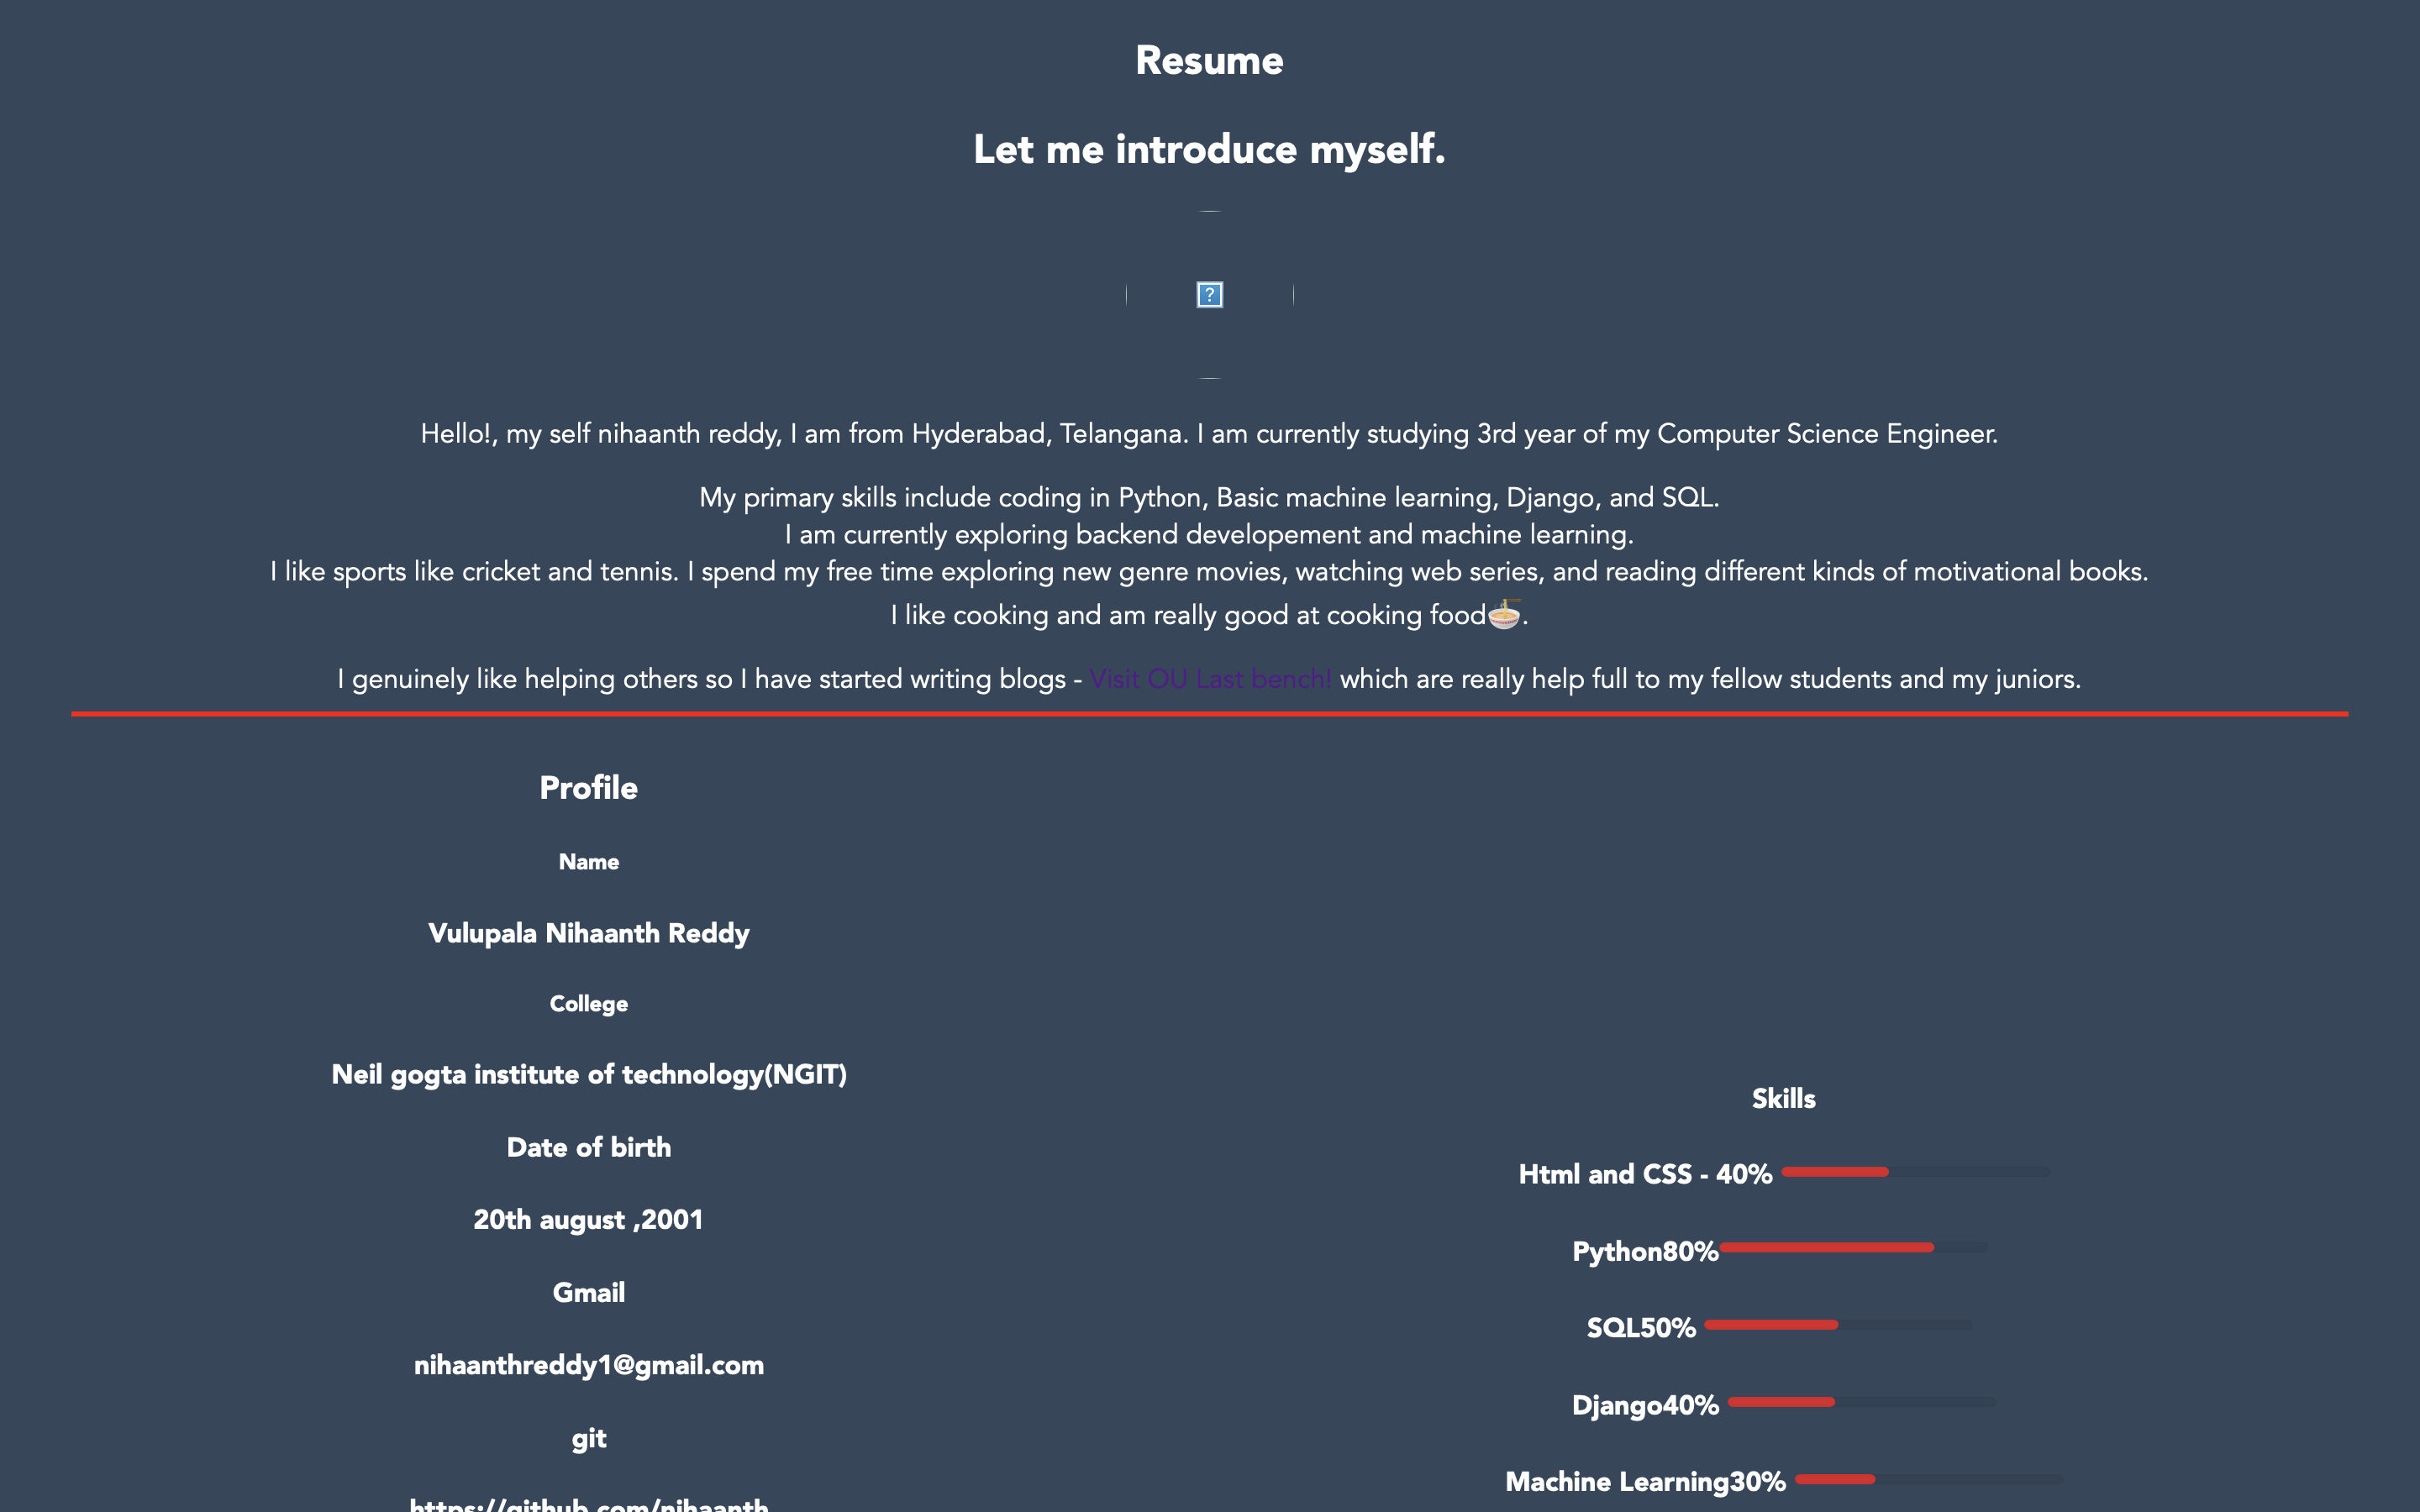 Resume
Let me introduce myself.
?
Hello!, my self nihaanth reddy, I am from Hyderabad, Telangana. I am currently studying 3rd year of my Computer Science Engineer.
My primary skills include coding in Python, Basic machine learning, Django, and SQL.
I am currently exploring backend developement and machine learning.
I like sports like cricket and tennis. I spend my free time exploring new genre movies, watching web series, and reading different kinds of motivational books.
I like cooking and am really good at cooking food🍜.
I genuinely like helping others so I have started writing blogs - Visit OU Last bench! which are really help full to my fellow students and my juniors.
Profile
Name
Vulupala Nihaanth Reddy
College
Neil gogta institute of technology(NGIT)
Date of birth
20th august ,2001
Gmail
nihaanthreddy1@gmail.com
git
https://github.com/nihaanth
Skills
Html and CSS - 40%
Python80%
SQL50%
Django40%
Machine Learning30%